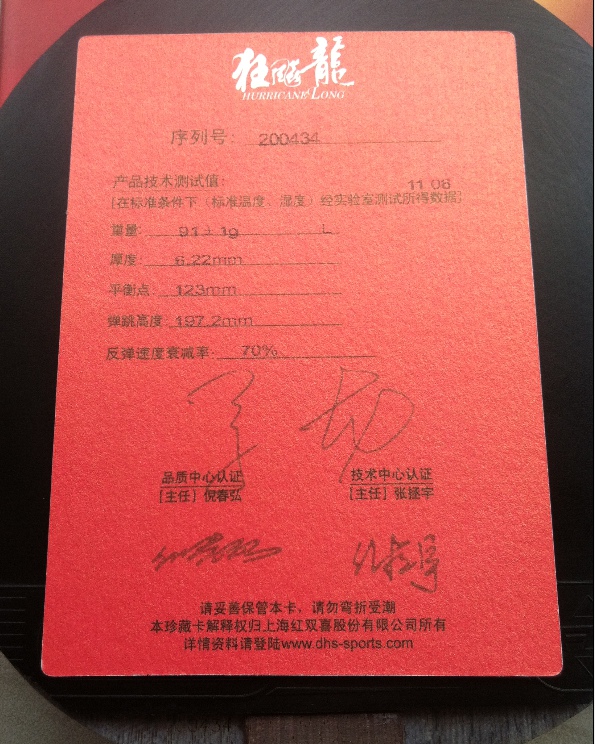 狂飚龍
HURRICANE LONG
序列号: 200434
产品技术测试值: 11 08
[在标准条件下（标准温度、湿度）经实验室测试所得数据]
重量: 91±1g L
厚度: 6.22mm
平衡点: 123mm
弹跳高度: 197.2mm
反弹速度衰减率: 70%
品质中心认证 技术中心认证
[主任] 倪春弘 [主任] 张拯宇
请妥善保管本卡、请勿弯折受潮
本珍藏卡解释权归上海红双喜股份有限公司所有
详情资料请登陆www.dhs-sports.com